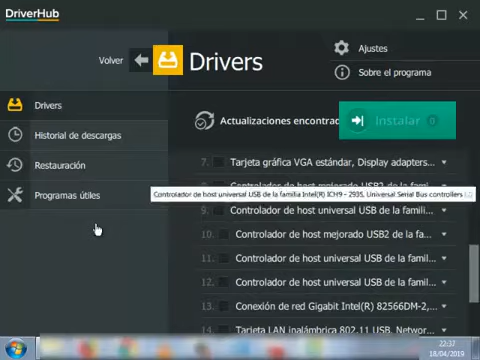 DriverHub
Volver
Drivers
Ajustes
Sobre el programa
Drivers
Historial de descargas
Restauración
Programas útiles
Actualizaciones encontrad
Instalar 0
7. Tarjeta gráfica VGA estándar, Display adapters...
Controlador de host universal USB de la familia Intel(R) ICH9 - 2935, Universal Serial Bus controllers
9. Controlador de host universal USB de la famili...
10. Controlador de host mejorado USB2 de la fam...
11. Controlador de host universal USB de la famil...
12. Controlador de host universal USB de la famil...
13. Conexión de red Gigabit Intel(R) 82566DM-2,...
14. Tarjeta LAN inalámbrica 802.11 USB, Networ...
22:37
18/04/2019